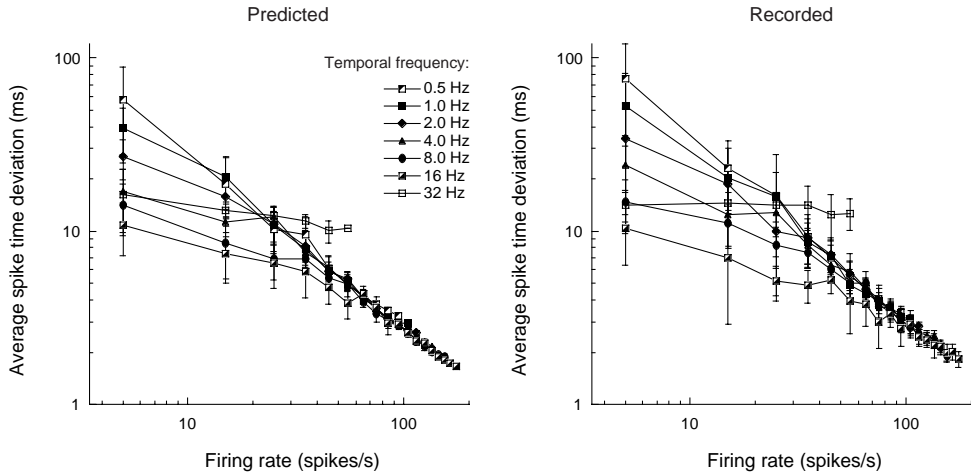 Predicted
Average spike time deviation (ms)
100
10
1
10
100
Firing rate (spikes/s)
Temporal frequency:
0.5 Hz
1.0 Hz
2.0 Hz
4.0 Hz
8.0 Hz
16 Hz
32 Hz
Recorded
Average spike time deviation (ms)
100
10
1
10
100
Firing rate (spikes/s)